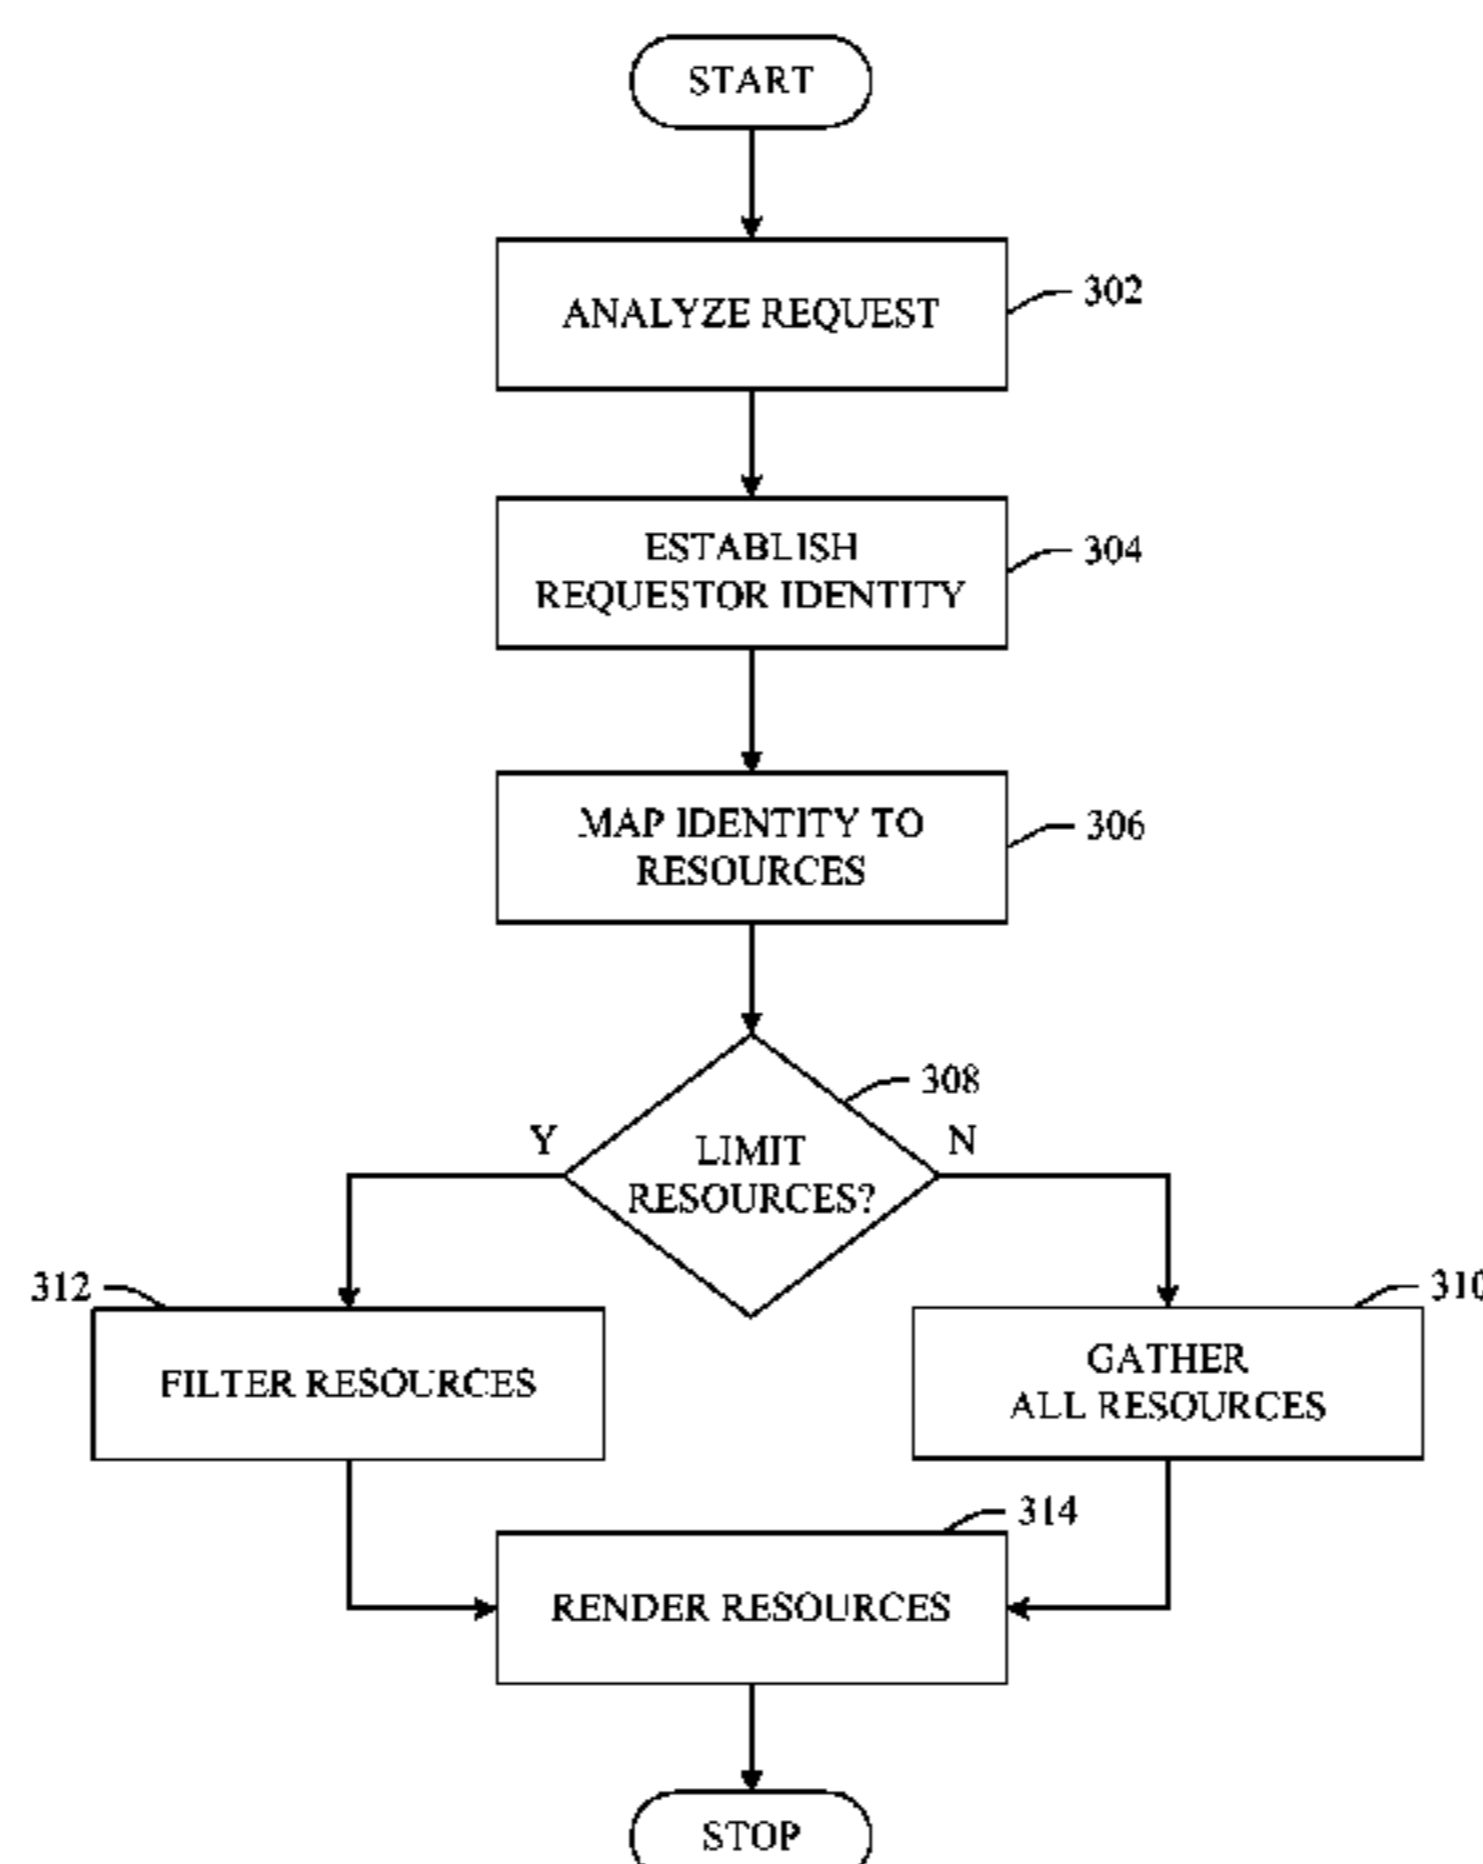 START
ANALYZE REQUEST
302
ESTABLISH
REQUESTOR IDENTITY
304
MAP IDENTITY TO
RESOURCES
306
308
Y
LIMIT
RESOURCES?
N
312
FILTER RESOURCES
310
GATHER
ALL RESOURCES
314
RENDER RESOURCES
STOP